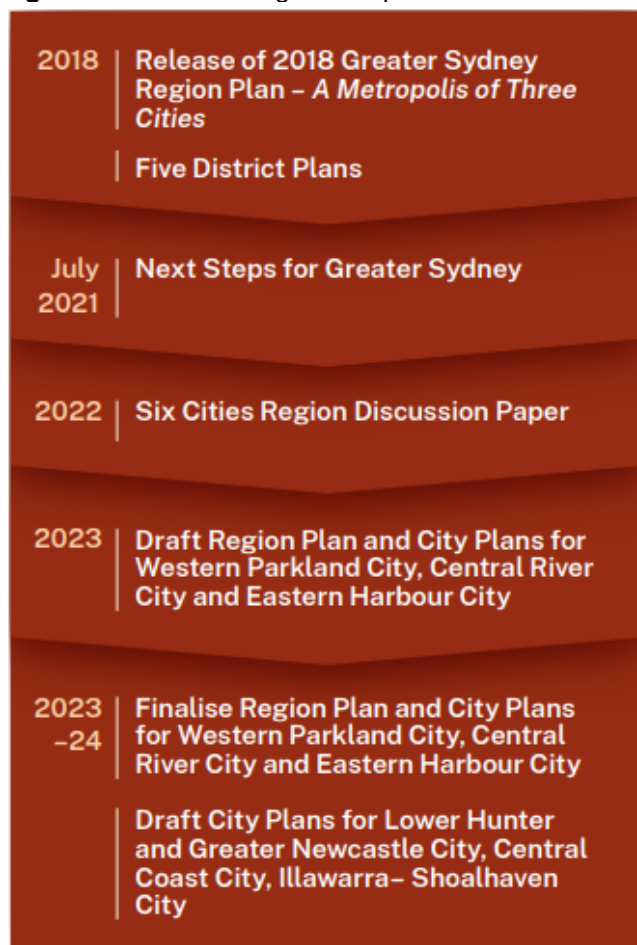 2018
Release of 2018 Greater Sydney
Region Plan – A Metropolis of Three
Cities
Five District Plans
July
2021
Next Steps for Greater Sydney
2022
Six Cities Region Discussion Paper
2023
Draft Region Plan and City Plans for
Western Parkland City, Central River
City and Eastern Harbour City
2023
–24
Finalise Region Plan and City Plans
for Western Parkland City, Central
River City and Eastern Harbour City
Draft City Plans for Lower Hunter
and Greater Newcastle City, Central
Coast City, Illawarra– Shoalhaven
City